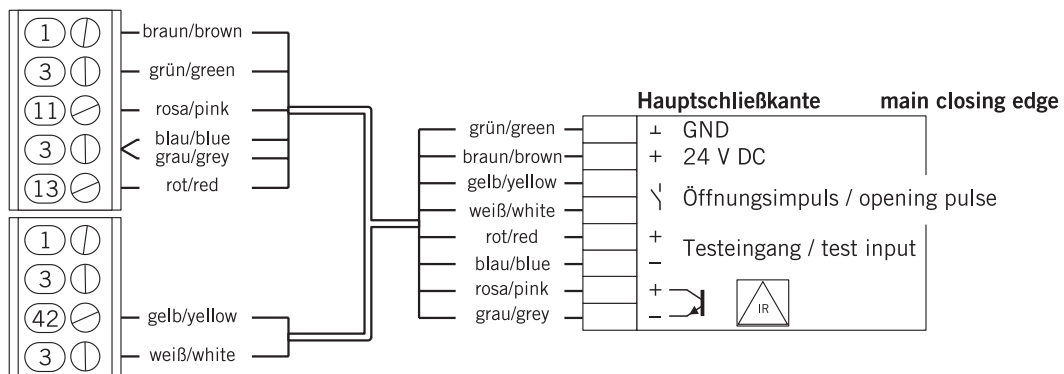 1 braun/brown
3 grün/green
11 rosa/pink
3 blau/blue
grau/grey
13 rot/red
1
3
42 gelb/yellow
3 weiß/white
Hauptschließkante main closing edge
grün/green ⊥ GND
braun/brown + 24 V DC
gelb/yellow
weiß/white
Öffnungsimpuls / opening pulse
rot/red +
Testeingang / test input
blau/blue −
rosa/pink +
grau/grey −
IR